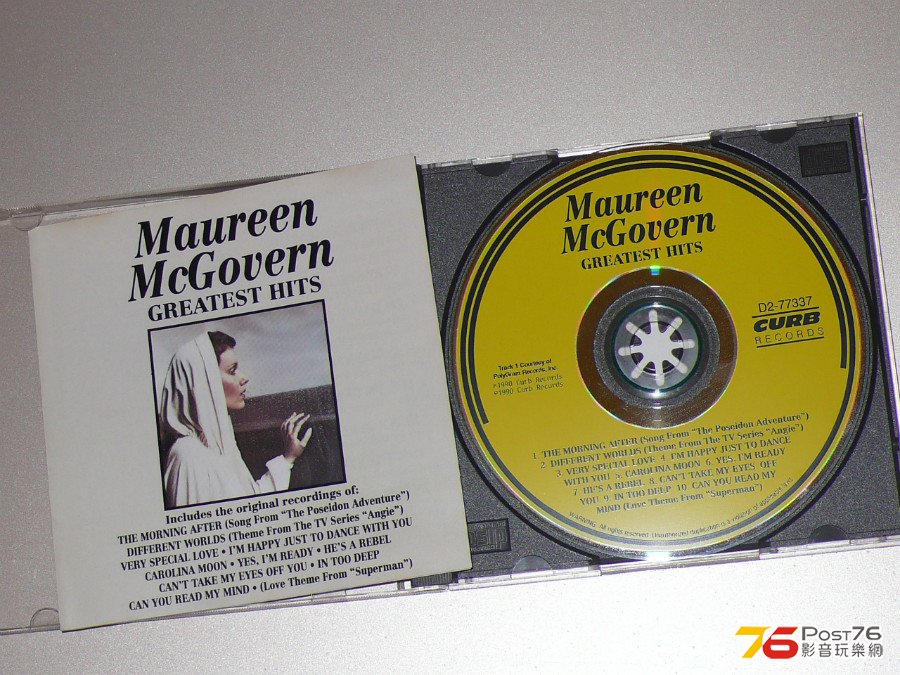 Maureen
McGovern
GREATEST HITS
Includes the original recordings of:
THE MORNING AFTER (Song From “The Poseidon Adventure”)
DIFFERENT WORLDS (Theme From The TV Series “Angie”)
VERY SPECIAL LOVE • I’M HAPPY JUST TO DANCE WITH YOU
CAROLINA MOON • YES, I’M READY • HE’S A REBEL
CAN’T TAKE MY EYES OFF YOU • IN TOO DEEP
CAN YOU READ MY MIND • (Love Theme From “Superman”)
Maureen
McGovern
GREATEST HITS
D2-77337
CURB
RECORDS
Track 1 Courtesy of
PolyGram Records, Inc
℗1990 Curb Records
©1990 Curb Records
1. THE MORNING AFTER (Song From “The Poseidon Adventure”)
2. DIFFERENT WORLDS (Theme From The TV Series “Angie”)
3. VERY SPECIAL LOVE 4. I’M HAPPY JUST TO DANCE
WITH YOU 5. CAROLINA MOON 6. YES, I’M READY
7. HE’S A REBEL 8. CAN’T TAKE MY EYES OFF
YOU 9. IN TOO DEEP 10. CAN YOU READ MY
MIND (Love Theme From “Superman”)
WARNING: All rights reserved. Unauthorized duplication is a violation of applicable laws.
76 POST76
影音玩樂網